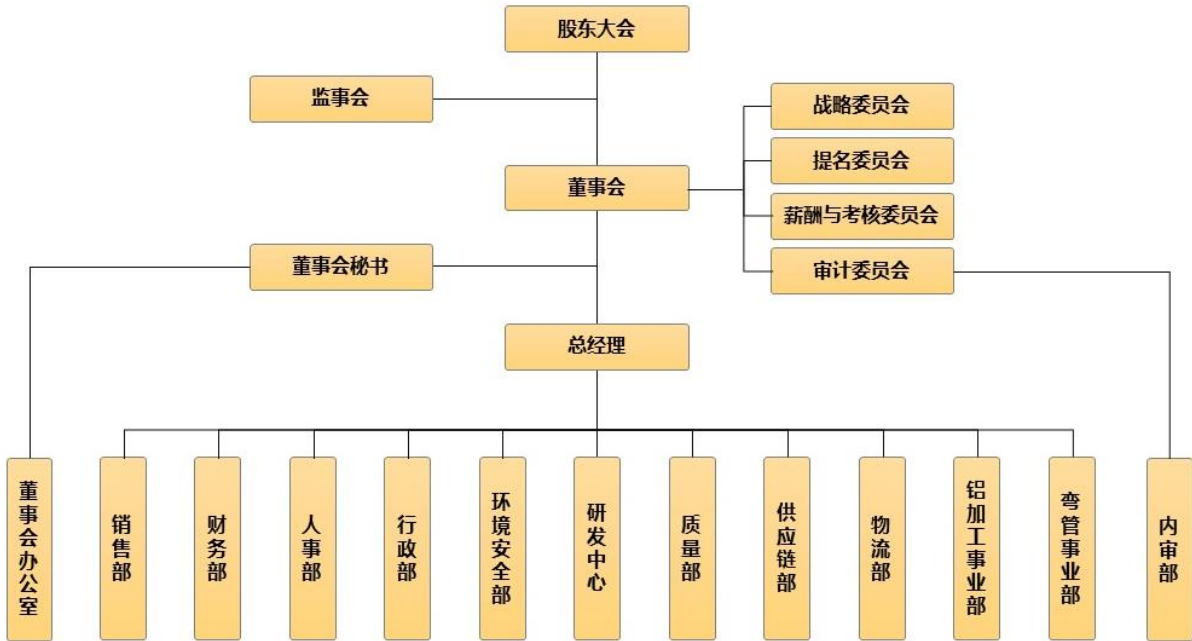 股东大会
监事会
战略委员会
提名委员会
董事会
薪酬与考核委员会
董事会秘书
审计委员会
总经理
董事会办公室
销售部
财务部
人事部
行政部
环境安全部
研发中心
质量部
供应链部
物流部
铝加工事业部
弯管事业部
内审部